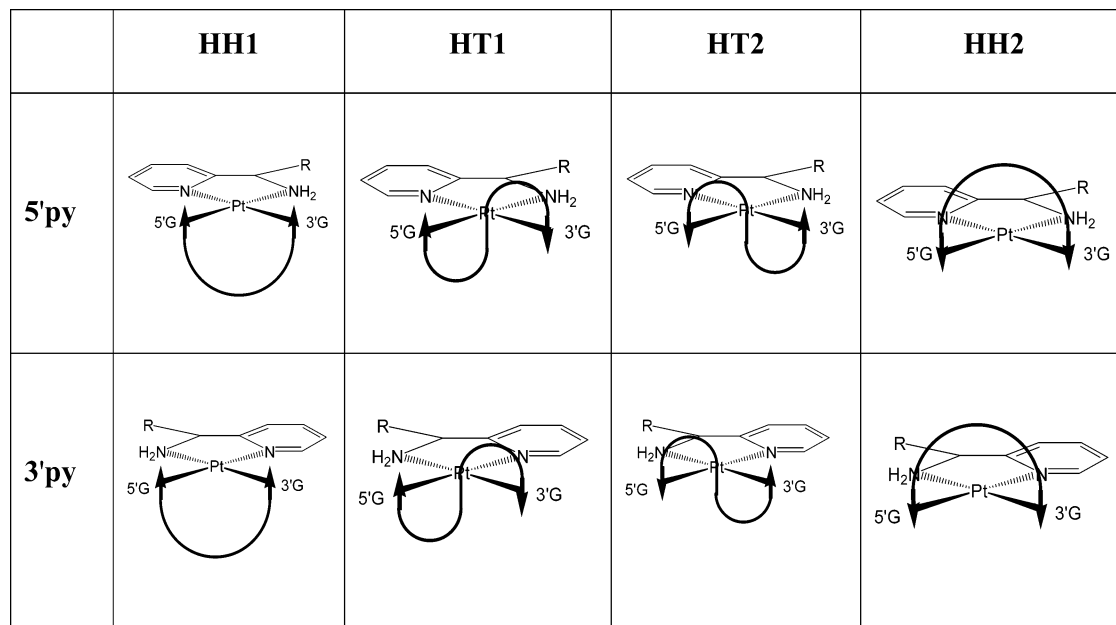 HH1 HT1 HT2 HH2
5'py
R
N NH₂
Pt
5'G 3'G
R
N NH₂
Pt
5'G 3'G
R
N NH₂
Pt
5'G 3'G
R
N NH₂
Pt
5'G 3'G
3'py
R
H₂N N
Pt
5'G 3'G
R
H₂N N
Pt
5'G 3'G
R
NH₂ N
Pt
5'G 3'G
R
H₂N N
Pt
5'G 3'G